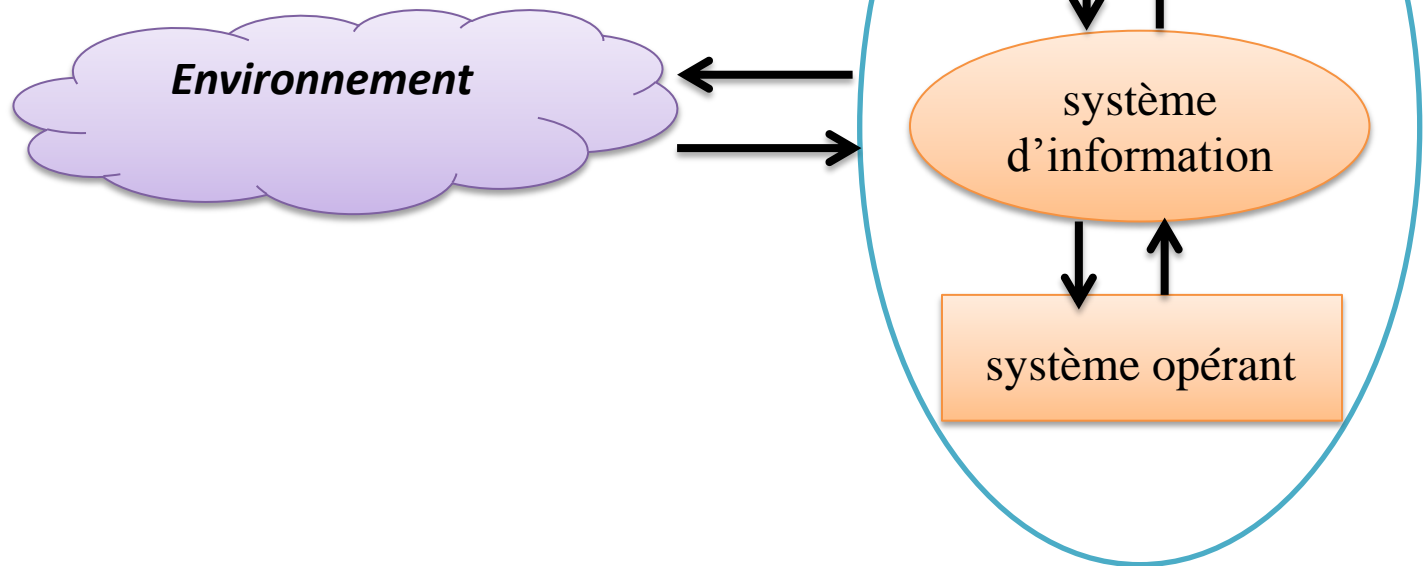 Environnement
système
d’information
système opérant